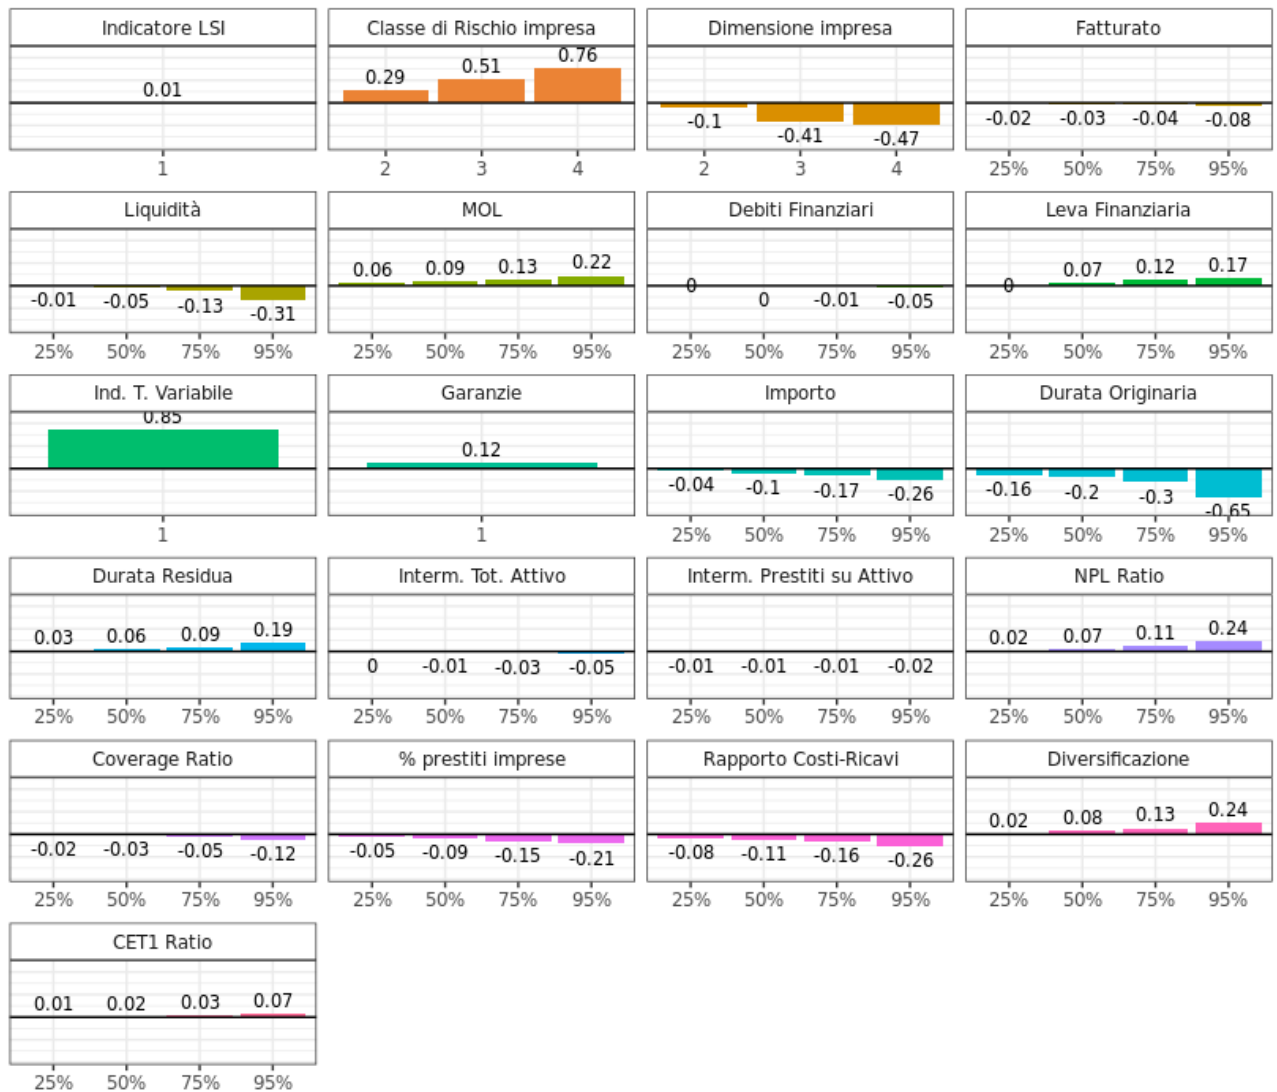 Indicatore LSI
0.01
1
Classe di Rischio impresa
0.29 0.51 0.76
2 3 4
Dimensione impresa
-0.1 -0.41 -0.47
2 3 4
Fatturato
-0.02 -0.03 -0.04 -0.08
25% 50% 75% 95%
Liquidità
-0.01 -0.05 -0.13 -0.31
25% 50% 75% 95%
MOL
0.06 0.09 0.13 0.22
25% 50% 75% 95%
Debiti Finanziari
0 0 -0.01 -0.05
25% 50% 75% 95%
Leva Finanziaria
0 0.07 0.12 0.17
25% 50% 75% 95%
Ind. T. Variabile
0.85
1
Garanzie
0.12
1
Importo
-0.04 -0.1 -0.17 -0.26
25% 50% 75% 95%
Durata Originaria
-0.16 -0.2 -0.3 -0.65
25% 50% 75% 95%
Durata Residua
0.03 0.06 0.09 0.19
25% 50% 75% 95%
Interm. Tot. Attivo
0 -0.01 -0.03 -0.05
25% 50% 75% 95%
Interm. Prestiti su Attivo
-0.01 -0.01 -0.01 -0.02
25% 50% 75% 95%
NPL Ratio
0.02 0.07 0.11 0.24
25% 50% 75% 95%
Coverage Ratio
-0.02 -0.03 -0.05 -0.12
25% 50% 75% 95%
% prestiti imprese
-0.05 -0.09 -0.15 -0.21
25% 50% 75% 95%
Rapporto Costi-Ricavi
-0.08 -0.11 -0.16 -0.26
25% 50% 75% 95%
Diversificazione
0.02 0.08 0.13 0.24
25% 50% 75% 95%
CET1 Ratio
0.01 0.02 0.03 0.07
25% 50% 75% 95%